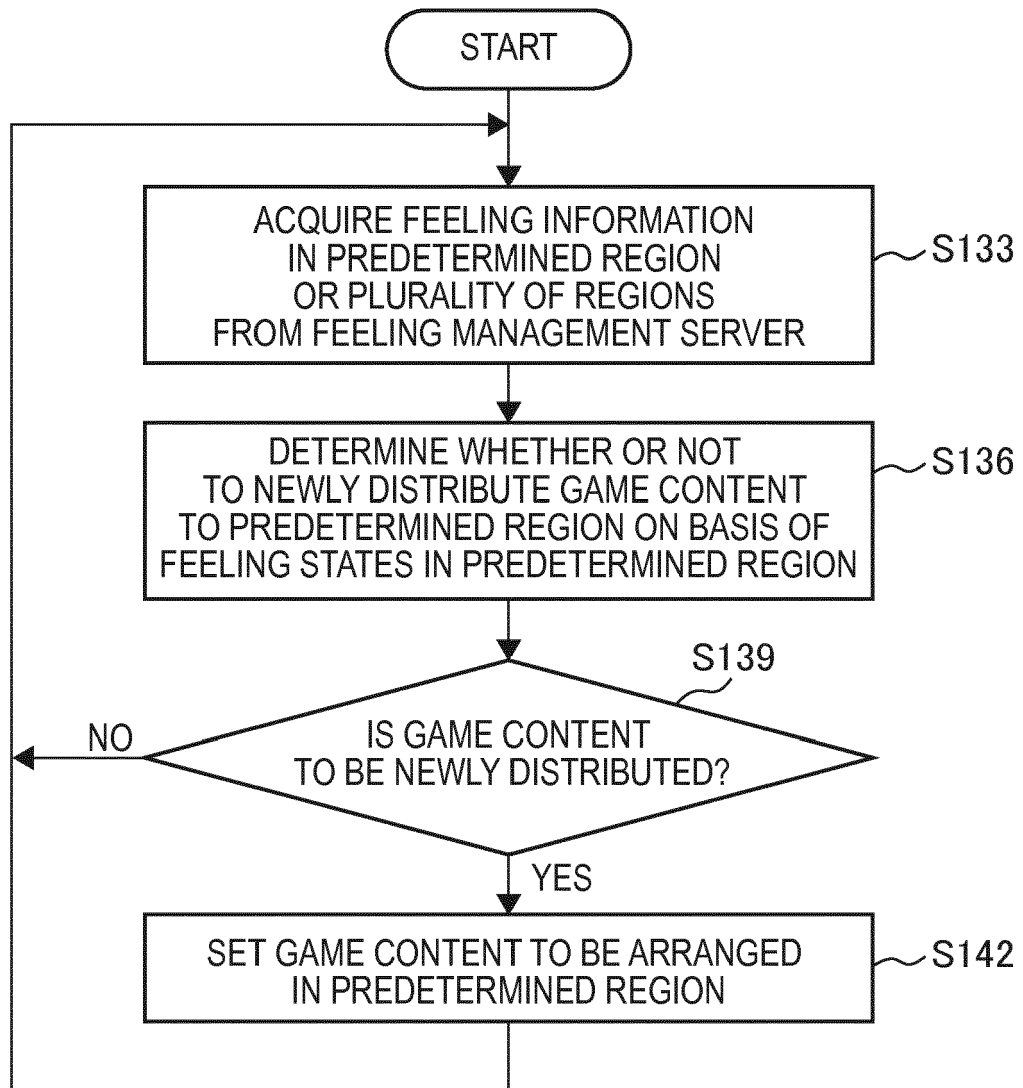 START
ACQUIRE FEELING INFORMATION
IN PREDETERMINED REGION
OR PLURALITY OF REGIONS
FROM FEELING MANAGEMENT SERVER
S133
DETERMINE WHETHER OR NOT
TO NEWLY DISTRIBUTE GAME CONTENT
TO PREDETERMINED REGION ON BASIS OF
FEELING STATES IN PREDETERMINED REGION
S136
S139
IS GAME CONTENT
TO BE NEWLY DISTRIBUTED?
NO
YES
SET GAME CONTENT TO BE ARRANGED
IN PREDETERMINED REGION
S142